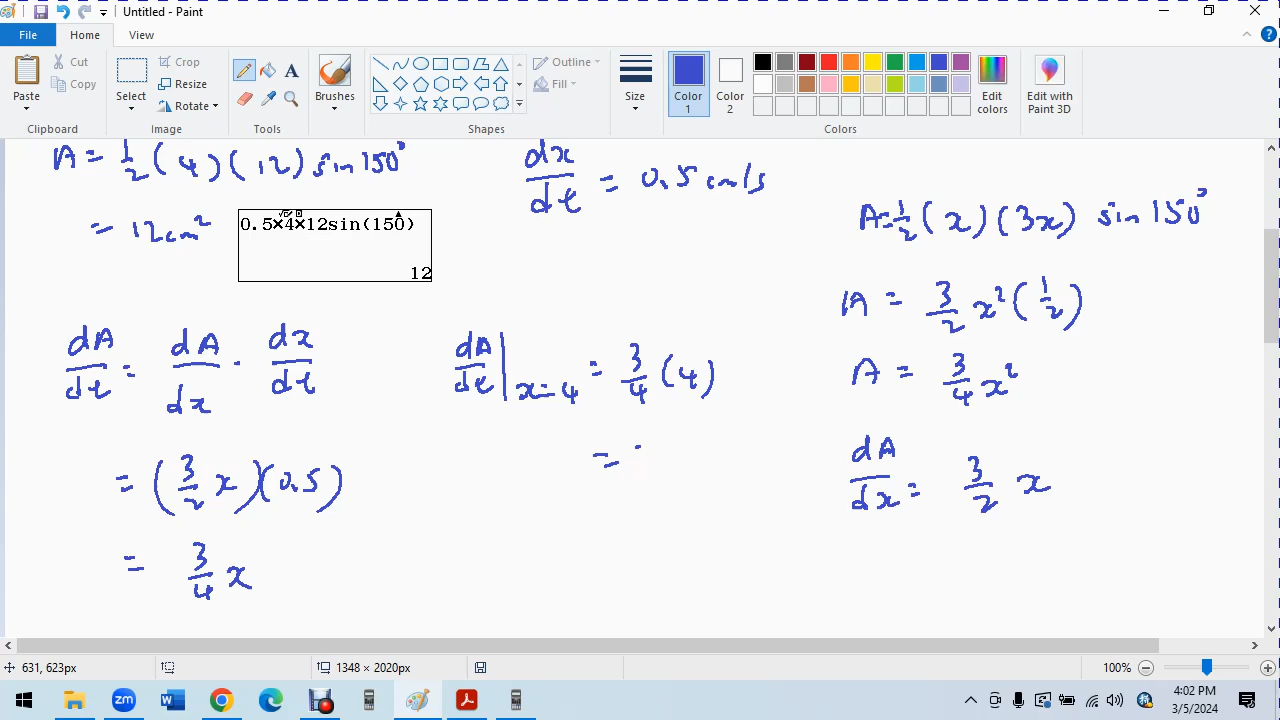 Untitled - Paint
File Home View
Paste Cut Copy Clipboard
Select Crop Resize Rotate Image
Tools
Brushes
Shapes
Outline Fill
Size
Color 1
Color 2
Colors
Edit colors
Edit with Paint 3D
A = 1/2 (4)(12) sin 150°
= 12 cm²
0.5×4×12sin(150)
12
dx/dt = 0.5 cm/s
A = 1/2 (x)(3x) sin 150°
A = 3/2 x² (1/2)
A = 3/4 x²
dA/dx = 3/2 x
dA/dt = dA/dx · dx/dt
= (3/2 x)(0.5)
= 3/4 x
dA/dt | x=4 = 3/4 (4)
=
631, 623px
1348 × 2020px
100%
4:02 PM
3/5/2024
zm